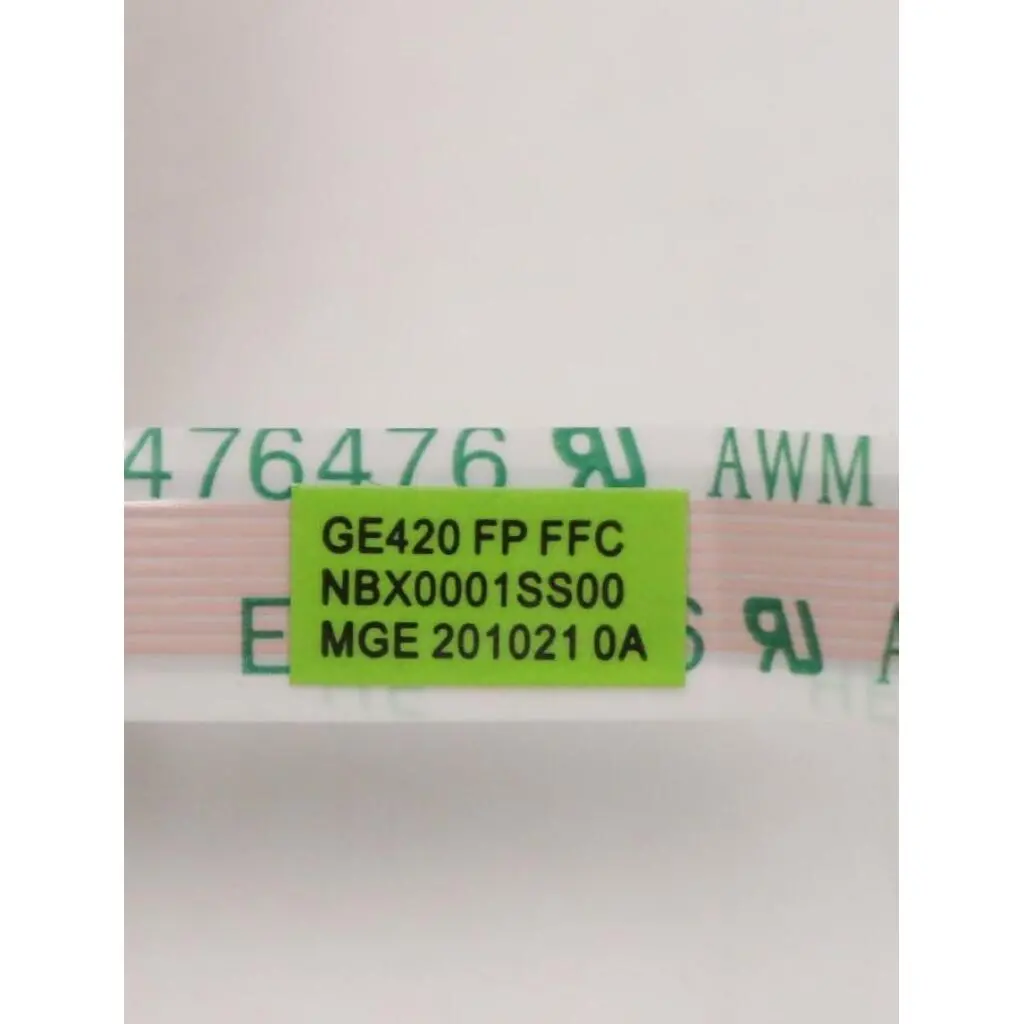 476476 AWM
GE420 FP FFC
NBX0001SS00
MGE 201021 0A